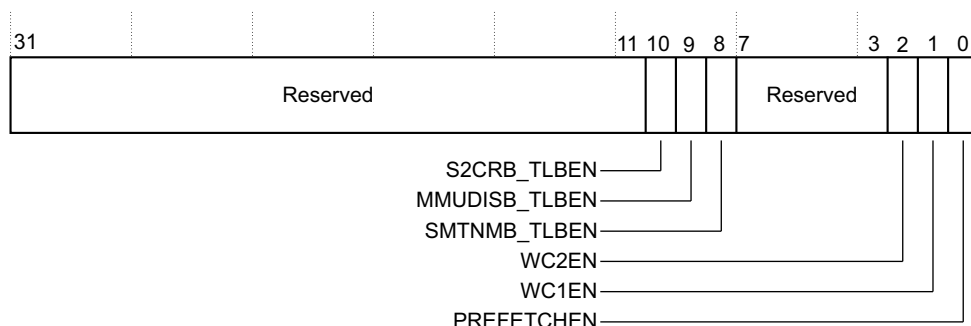 31 11 10 9 8 7 3 2 1 0
Reserved Reserved
S2CRB_TLBEN
MMUDISB_TLBEN
SMTNMB_TLBEN
WC2EN
WC1EN
PREFETCHEN